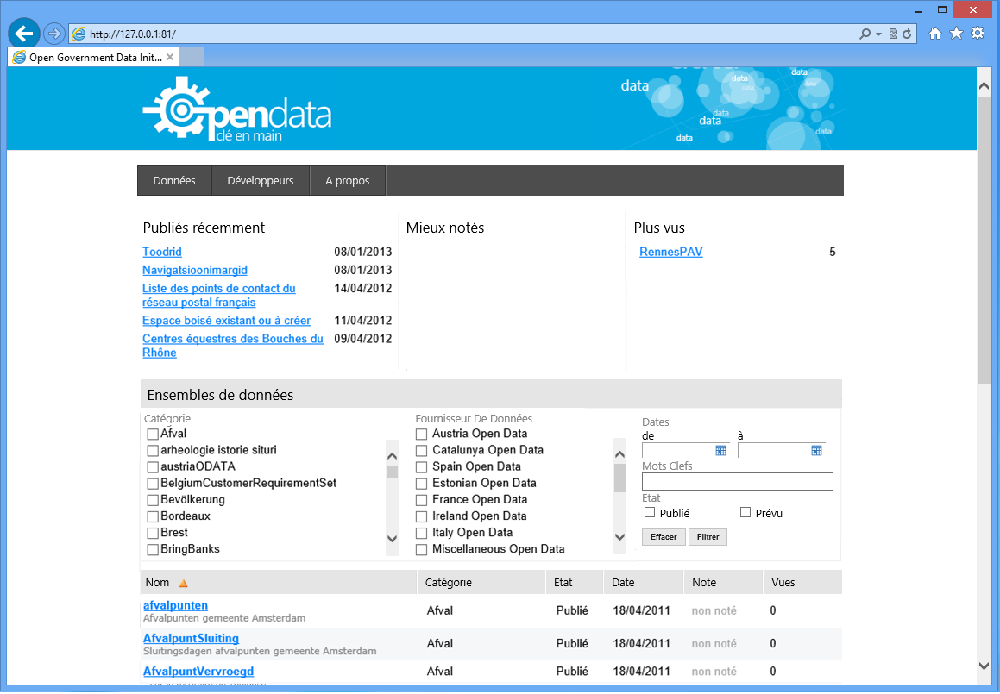 http://127.0.0.1:81/
Open Government Data Init...
Opendata
clé en main
data
data
data
data
data
data
data
data
Données
Développeurs
A propos
Publiés récemment
Toodrid 08/01/2013
Navigatsioonimargid 08/01/2013
Liste des points de contact du 14/04/2012
réseau postal français
Espace boisé existant ou à créer 11/04/2012
Centres équestres des Bouches du 09/04/2012
Rhône
Mieux notés
Plus vus
RennesPAV 5
Ensembles de données
Catégorie
Afval
arheologie istorie situri
austriaODATA
BelgiumCustomerRequirementSet
Bevölkerung
Bordeaux
Brest
BringBanks
Fournisseur De Données
Austria Open Data
Catalunya Open Data
Spain Open Data
Estonian Open Data
France Open Data
Ireland Open Data
Italy Open Data
Miscellaneous Open Data
Dates
de à
Mots Clefs
Etat
Publié Prévu
Effacer Filtrer
Nom Catégorie Etat Date Note Vues
afvalpunten Afval Publié 18/04/2011 non noté 0
Afvalpunten gemeente Amsterdam
AfvalpuntSluiting Afval Publié 18/04/2011 non noté 0
Sluitingsdagen afvalpunten gemeente Amsterdam
AfvalpuntVervroegd Afval Publié 18/04/2011 non noté 0